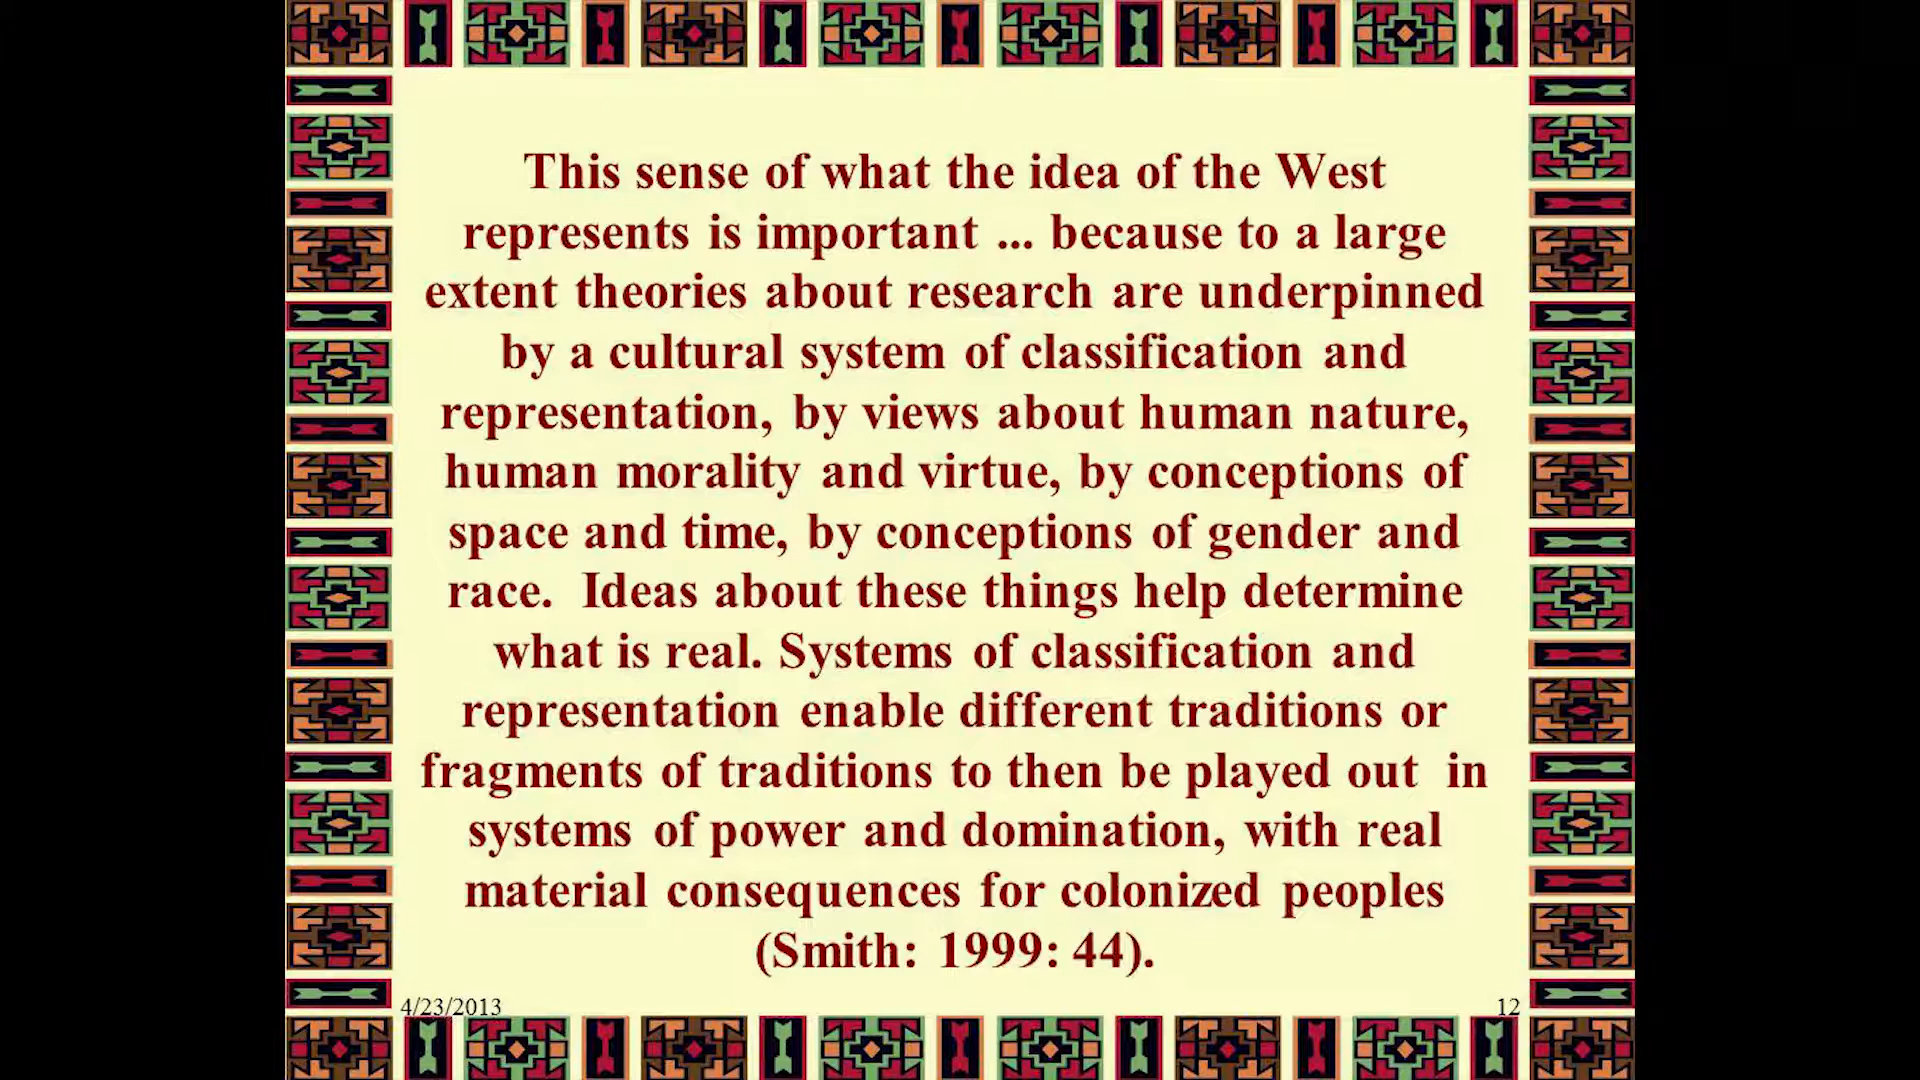 This sense of what the idea of the West
represents is important ... because to a large
extent theories about research are underpinned
by a cultural system of classification and
representation, by views about human nature,
human morality and virtue, by conceptions of
space and time, by conceptions of gender and
race. Ideas about these things help determine
what is real. Systems of classification and
representation enable different traditions or
fragments of traditions to then be played out in
systems of power and domination, with real
material consequences for colonized peoples
(Smith: 1999: 44).
4/23/2013
12